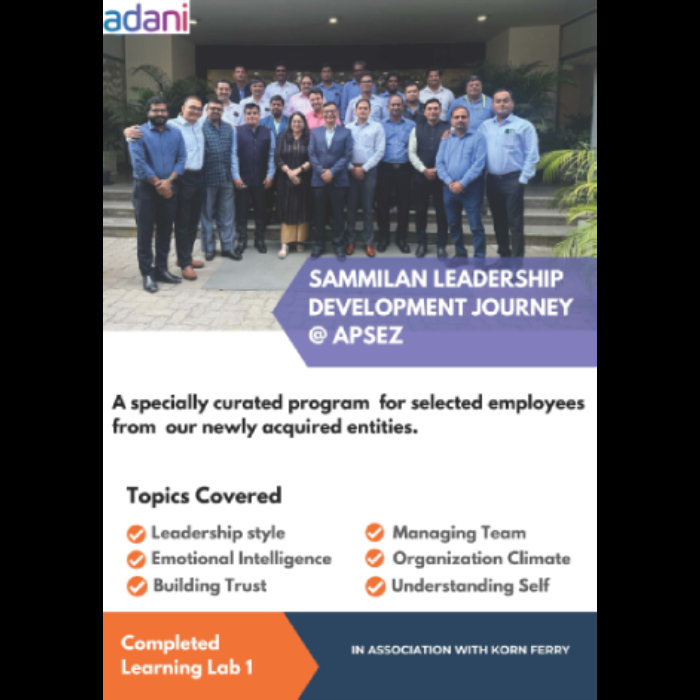 adani
SAMMILAN LEADERSHIP
DEVELOPMENT JOURNEY
@ APSEZ
A specially curated program for selected employees
from our newly acquired entities.
Topics Covered
Leadership style
Emotional Intelligence
Building Trust
Managing Team
Organization Climate
Understanding Self
Completed
Learning Lab 1
IN ASSOCIATION WITH KORN FERRY